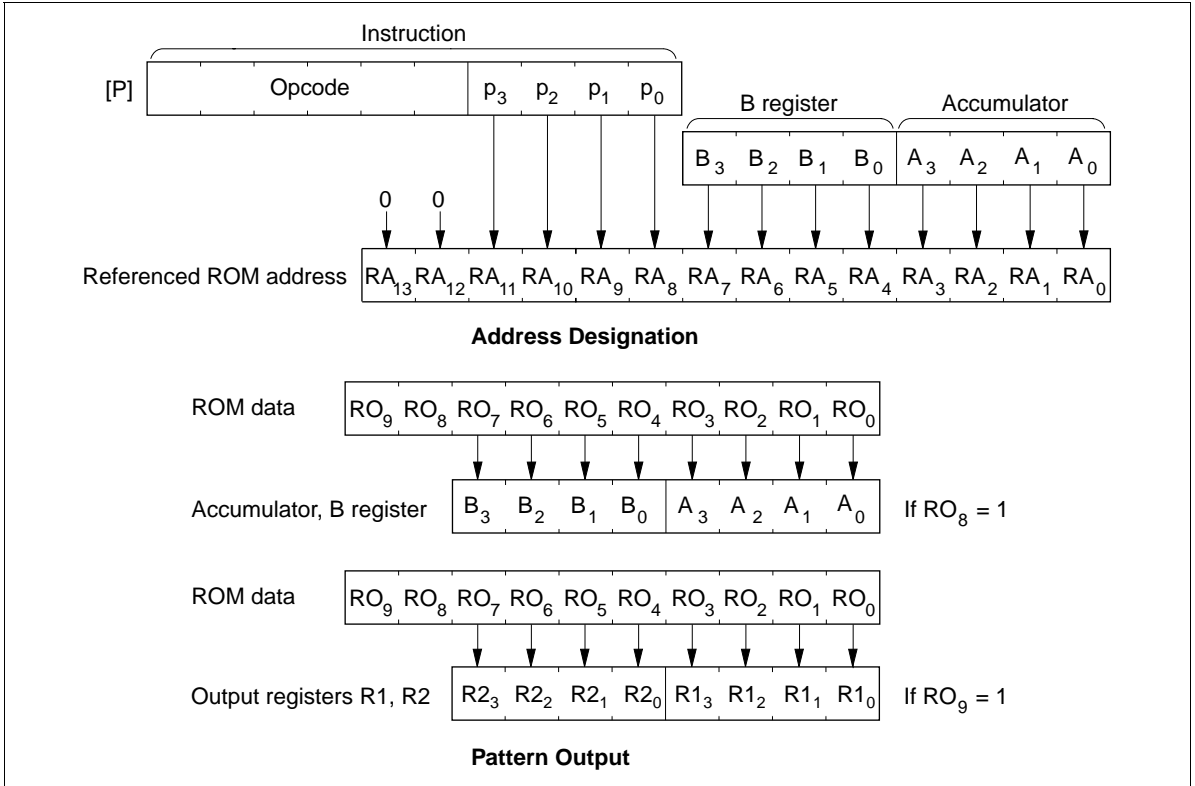 Instruction
[P] Opcode p3 p2 p1 p0
B register Accumulator
B3 B2 B1 B0 A3 A2 A1 A0
0 0
Referenced ROM address RA13 RA12 RA11 RA10 RA9 RA8 RA7 RA6 RA5 RA4 RA3 RA2 RA1 RA0
Address Designation
ROM data RO9 RO8 RO7 RO6 RO5 RO4 RO3 RO2 RO1 RO0
Accumulator, B register B3 B2 B1 B0 A3 A2 A1 A0 If RO8 = 1
ROM data RO9 RO8 RO7 RO6 RO5 RO4 RO3 RO2 RO1 RO0
Output registers R1, R2 R23 R22 R21 R20 R13 R12 R11 R10 If RO9 = 1
Pattern Output